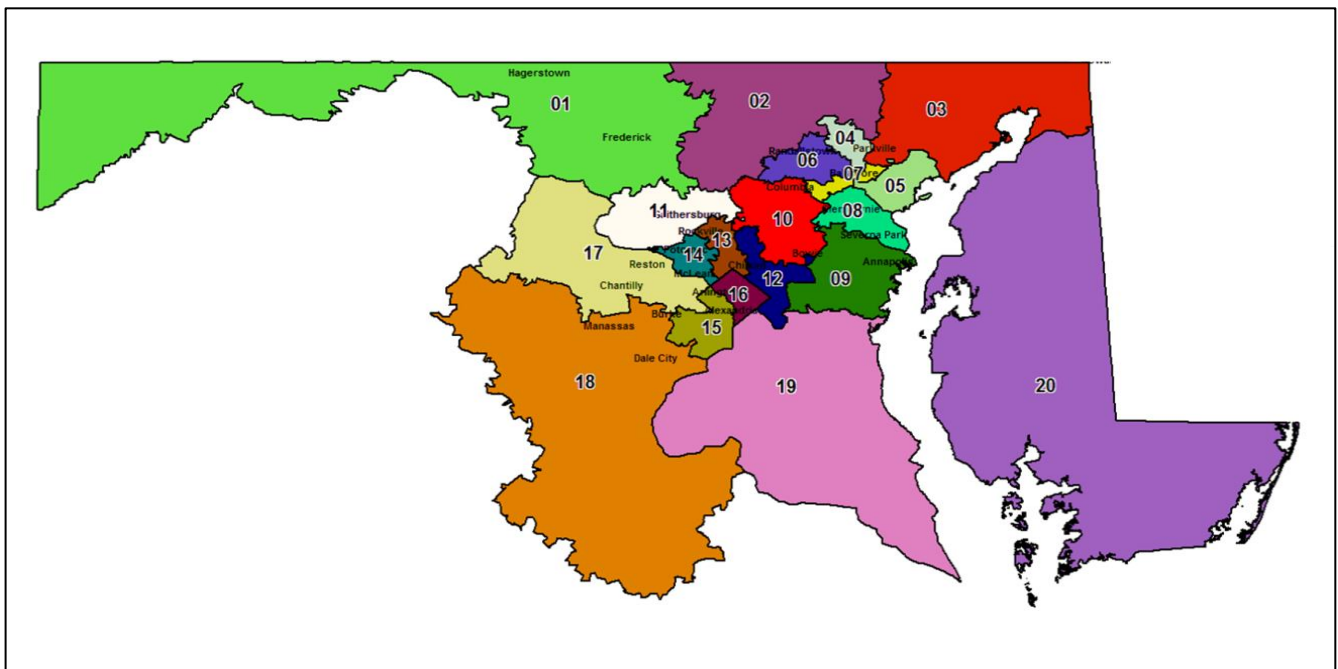 Hagerstown
01
02
03
Frederick
04
Parkville
06
07
05
Columbia
11
10
08
13
Severna Park
17
14
Reston
McLean
Annapolis
12
09
Chantilly
16
Burke
Manassas
15
Dale City
18
19
20